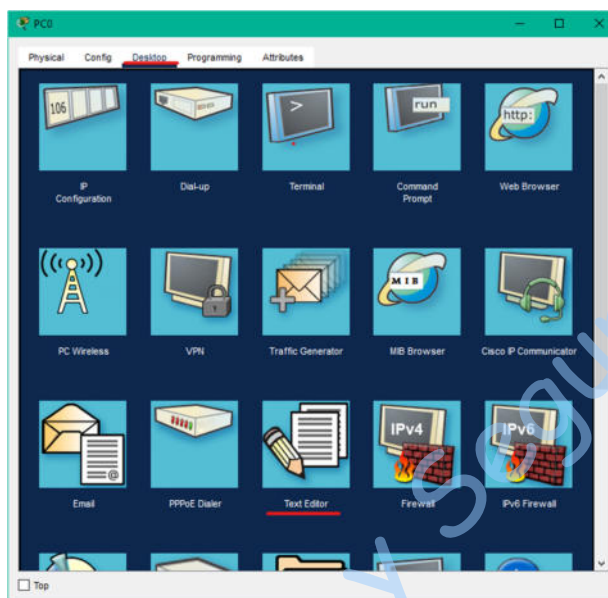 PC0
Physical Config Desktop Programming Attributes
106
>
run
http:
IP
Configuration
Dial-up
Terminal
Command
Prompt
Web Browser
MIB
PC Wireless
VPN
Traffic Generator
MIB Browser
Cisco IP Communicator
@
IPv4
IPv6
Email
PPPoE Dialer
Text Editor
Firewall
IPv6 Firewall
Top
y Segu